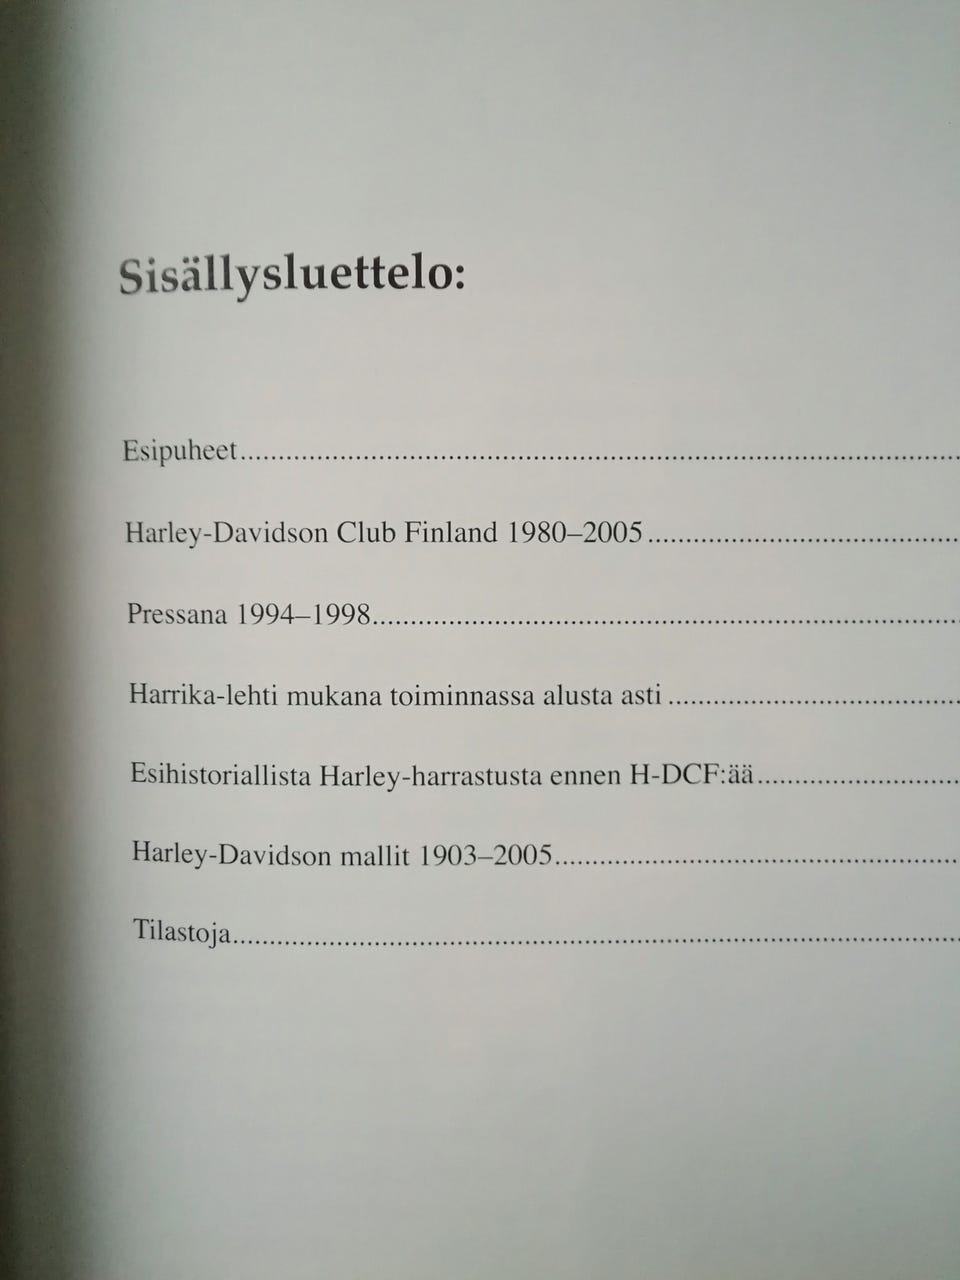 Sisällysluettelo:
Esipuheet................................................................................
Harley-Davidson Club Finland 1980–2005........................................
Pressana 1994–1998......................................................................
Harrika-lehti mukana toiminnassa alusta asti.....................................
Esihistoriallista Harley-harrastusta ennen H-DCF:ää..........................
Harley-Davidson mallit 1903–2005..................................................
Tilastoja.................................................................................